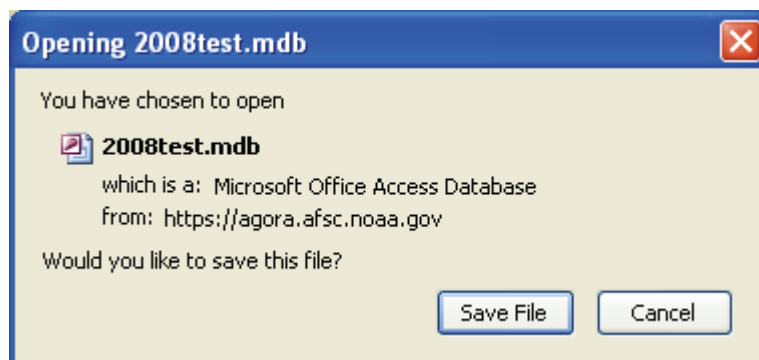 Opening 2008test.mdb
You have chosen to open
2008test.mdb
which is a: Microsoft Office Access Database
from: https://agora.afsc.noaa.gov
Would you like to save this file?
Save File Cancel